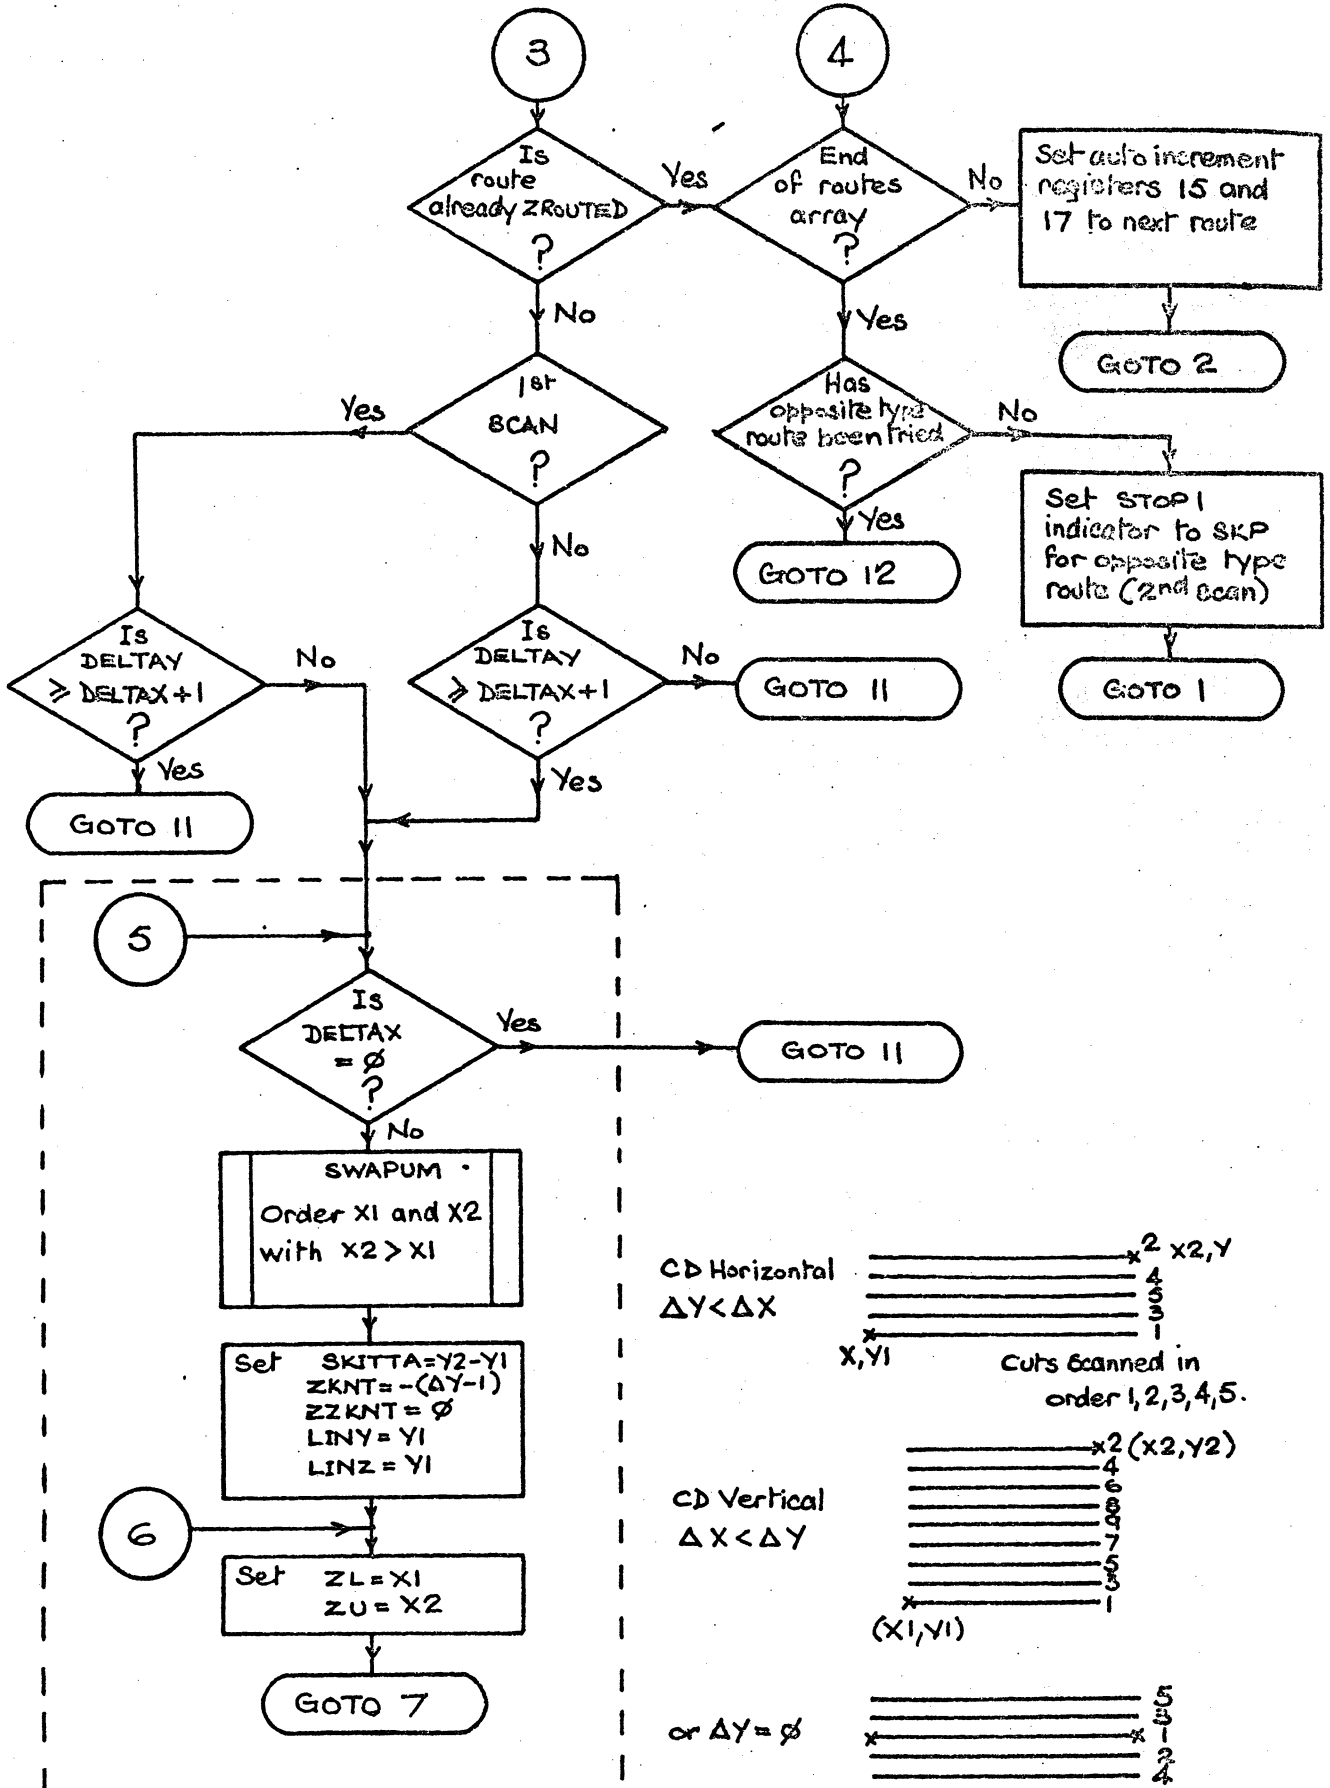 3
4
Is
route
already ZROUTED
?
Yes
No
End
of routes
array
?
No
Yes
Set auto increment
registers 15 and
17 to next route
GOTO 2
1st
SCAN
?
Yes
No
Has
opposite type
route been tried
?
No
Yes
GOTO 12
Set STOP1
indicator to SKP
for opposite type
route (2nd scan)
GOTO 1
Is
DELTAY
⩾ DELTAX+1
?
No
Yes
GOTO 11
Is
DELTAY
⩾ DELTAX+1
?
No
GOTO 11
Yes
5
Is
DELTAX
= ∅
?
Yes
GOTO 11
No
SWAPUM
Order X1 and X2
with X2 > X1
Set SKITTA=Y2-Y1
ZKNT=-(ΔY-1)
ZZKNT=∅
LINY=Y1
LINZ=Y1
6
Set ZL=X1
ZU=X2
GOTO 7
CD Horizontal
ΔY<ΔX
2 X2,Y
4
5
3
1
X,Y1
Cuts Scanned in
order 1,2,3,4,5.
CD Vertical
ΔX<ΔY
2 (X2,Y2)
4
6
8
9
7
5
3
1
(X1,Y1)
or ΔY=∅
5
1
2
4